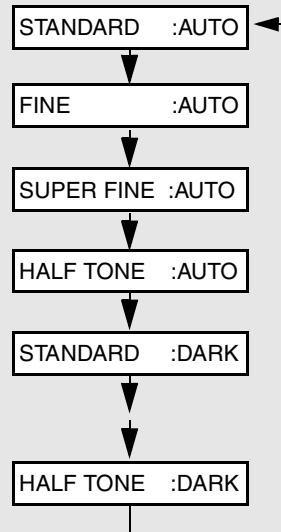 STANDARD :AUTO
FINE :AUTO
SUPER FINE :AUTO
HALF TONE :AUTO
STANDARD :DARK
HALF TONE :DARK